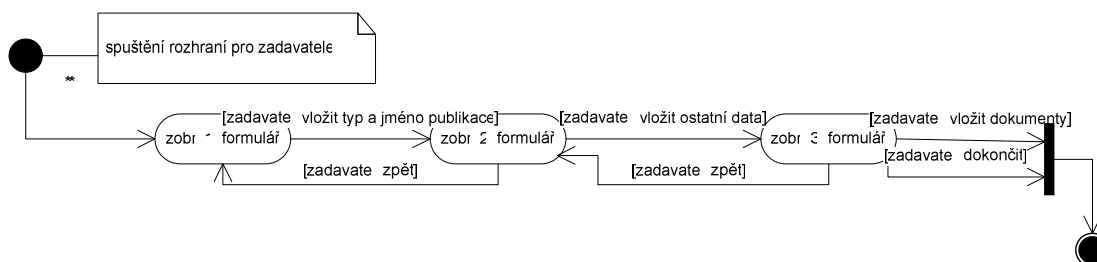 spuštění rozhraní pro zadavatele
**
[zadavate vložit typ a jméno publikace]
[zadavate vložit ostatní data]
[zadavate vložit dokumenty]
zobr 1 formulář
zobr 2 formulář
zobr 3 formulář
[zadavate dokončit]
[zadavate zpět]
[zadavate zpět]